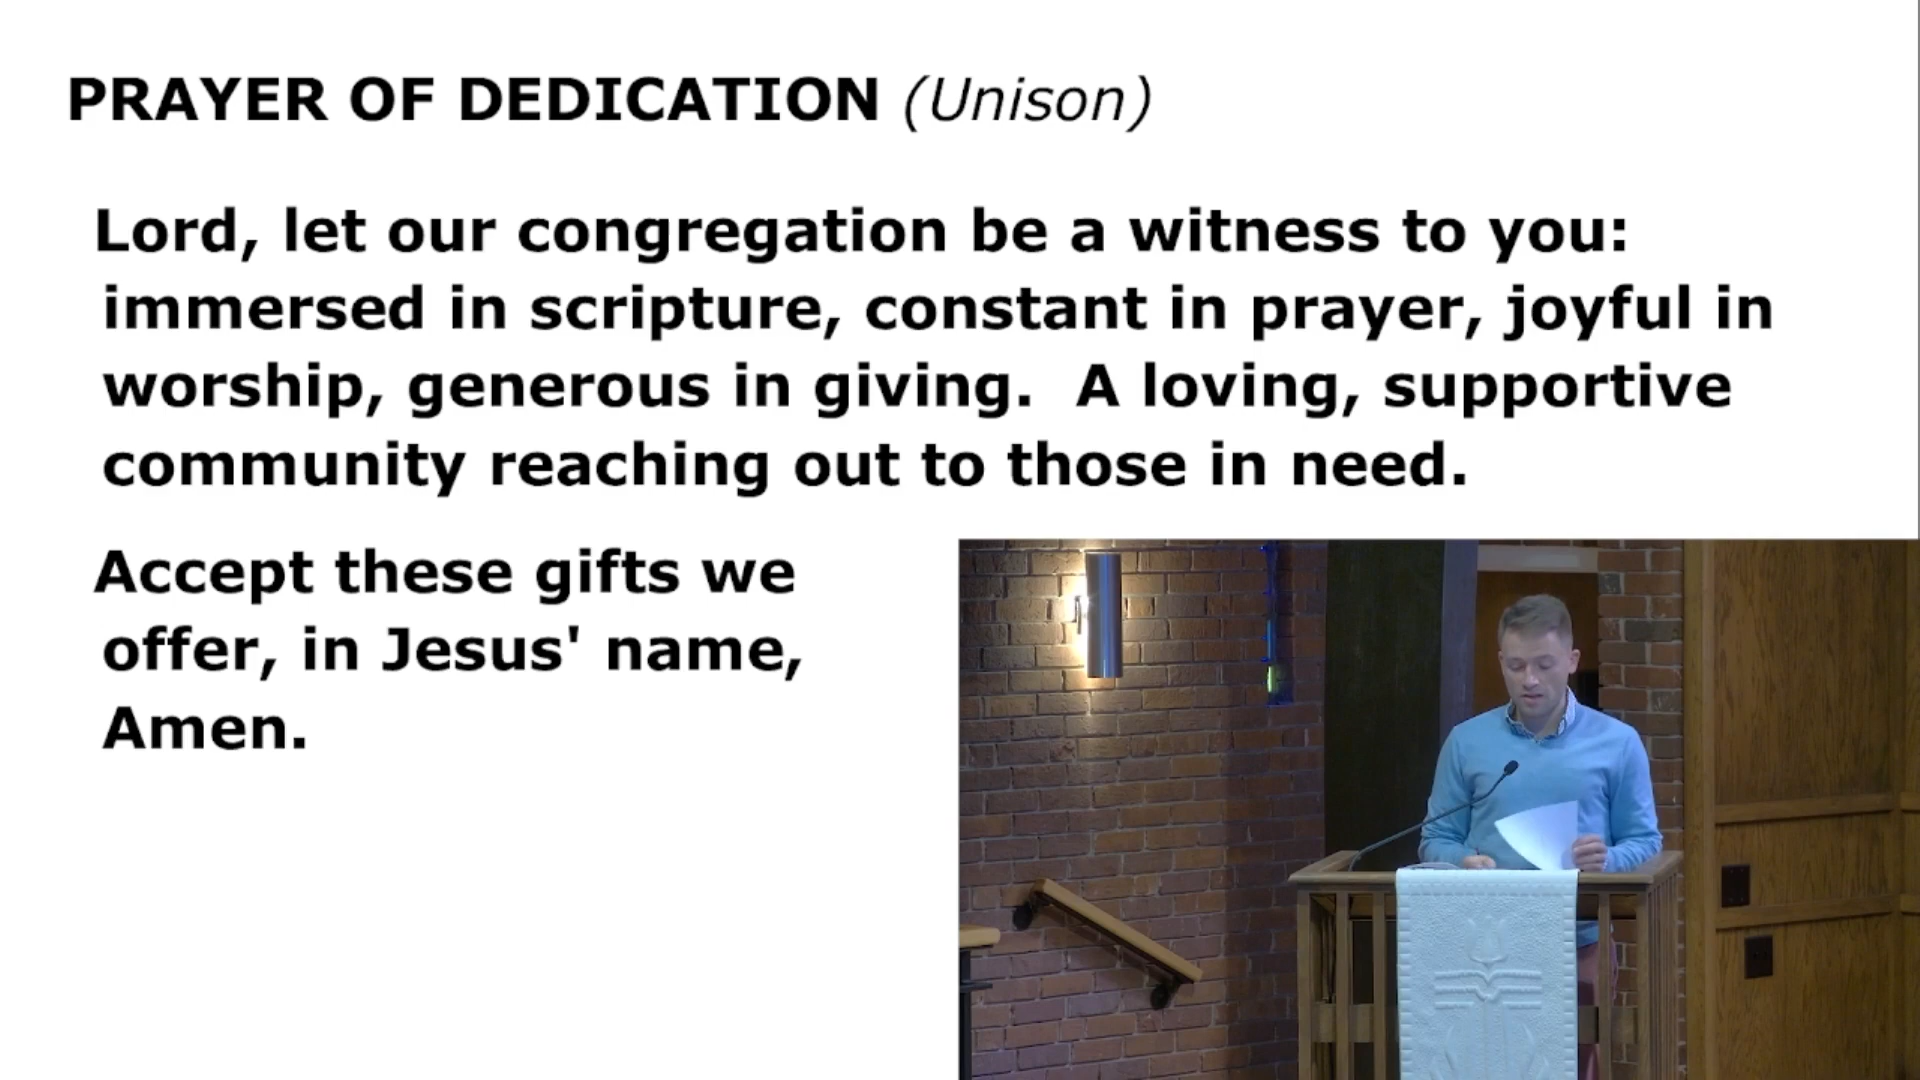 PRAYER OF DEDICATION (Unison)
Lord, let our congregation be a witness to you:
immersed in scripture, constant in prayer, joyful in
worship, generous in giving.  A loving, supportive
community reaching out to those in need.
Accept these gifts we
offer, in Jesus' name,
Amen.